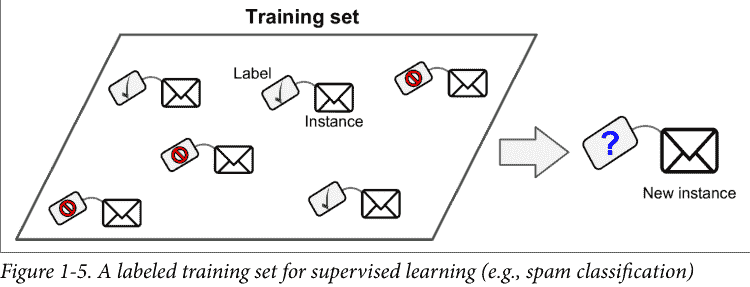 Training set
Label
Instance
?
New instance
Figure 1-5. A labeled training set for supervised learning (e.g., spam classification)